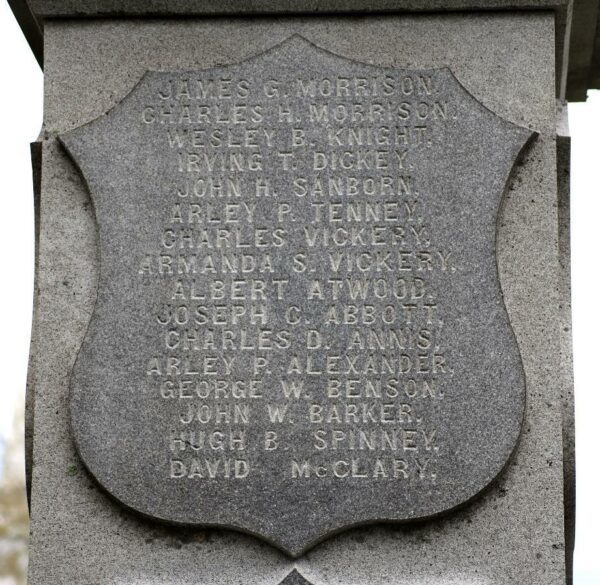 JAMES G. MORRISON.
CHARLES H. MORRISON.
WESLEY B. KNIGHT.
IRVING T. DICKEY.
JOHN H. SANBORN.
ARLEY P. TENNEY.
CHARLES VICKERY.
ARMANDA S. VICKERY.
ALBERT ATWOOD.
JOSEPH C. ABBOTT.
CHARLES D. ANNIS.
ARLEY P. ALEXANDER.
GEORGE W. BENSON.
JOHN W. BARKER.
HUGH B. SPINNEY.
DAVID McCLARY.